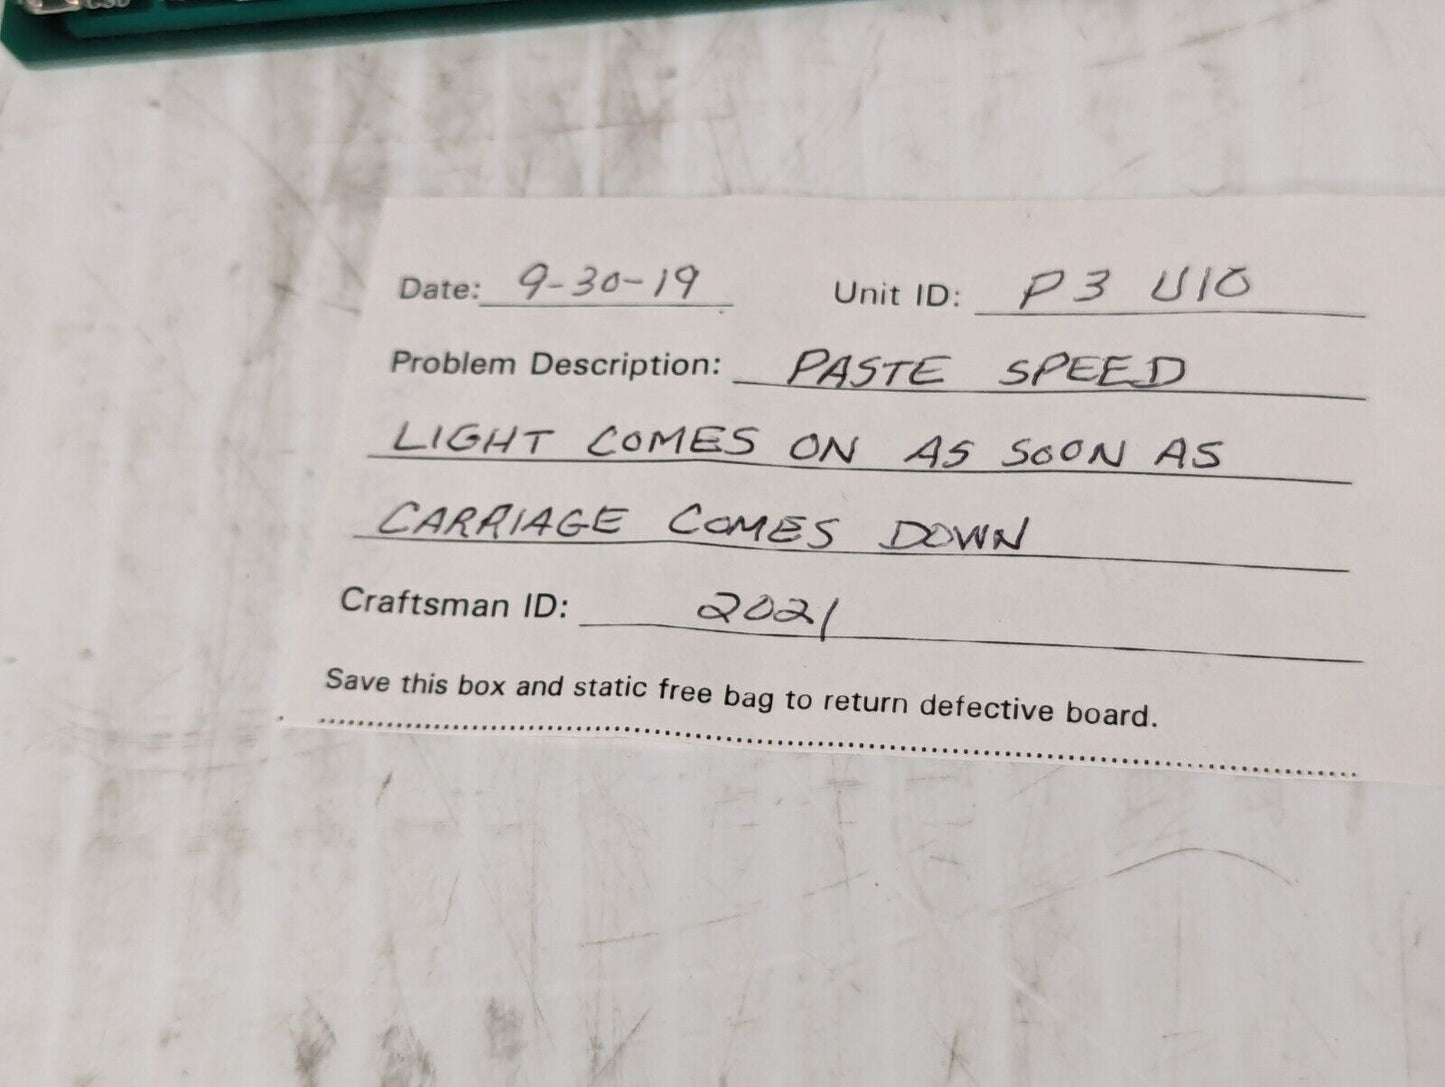 Date: 9-30-19 Unit ID: P3 U10
Problem Description: PASTE SPEED
LIGHT COMES ON AS SOON AS
CARRIAGE COMES DOWN
Craftsman ID: 2021
Save this box and static free bag to return defective board.